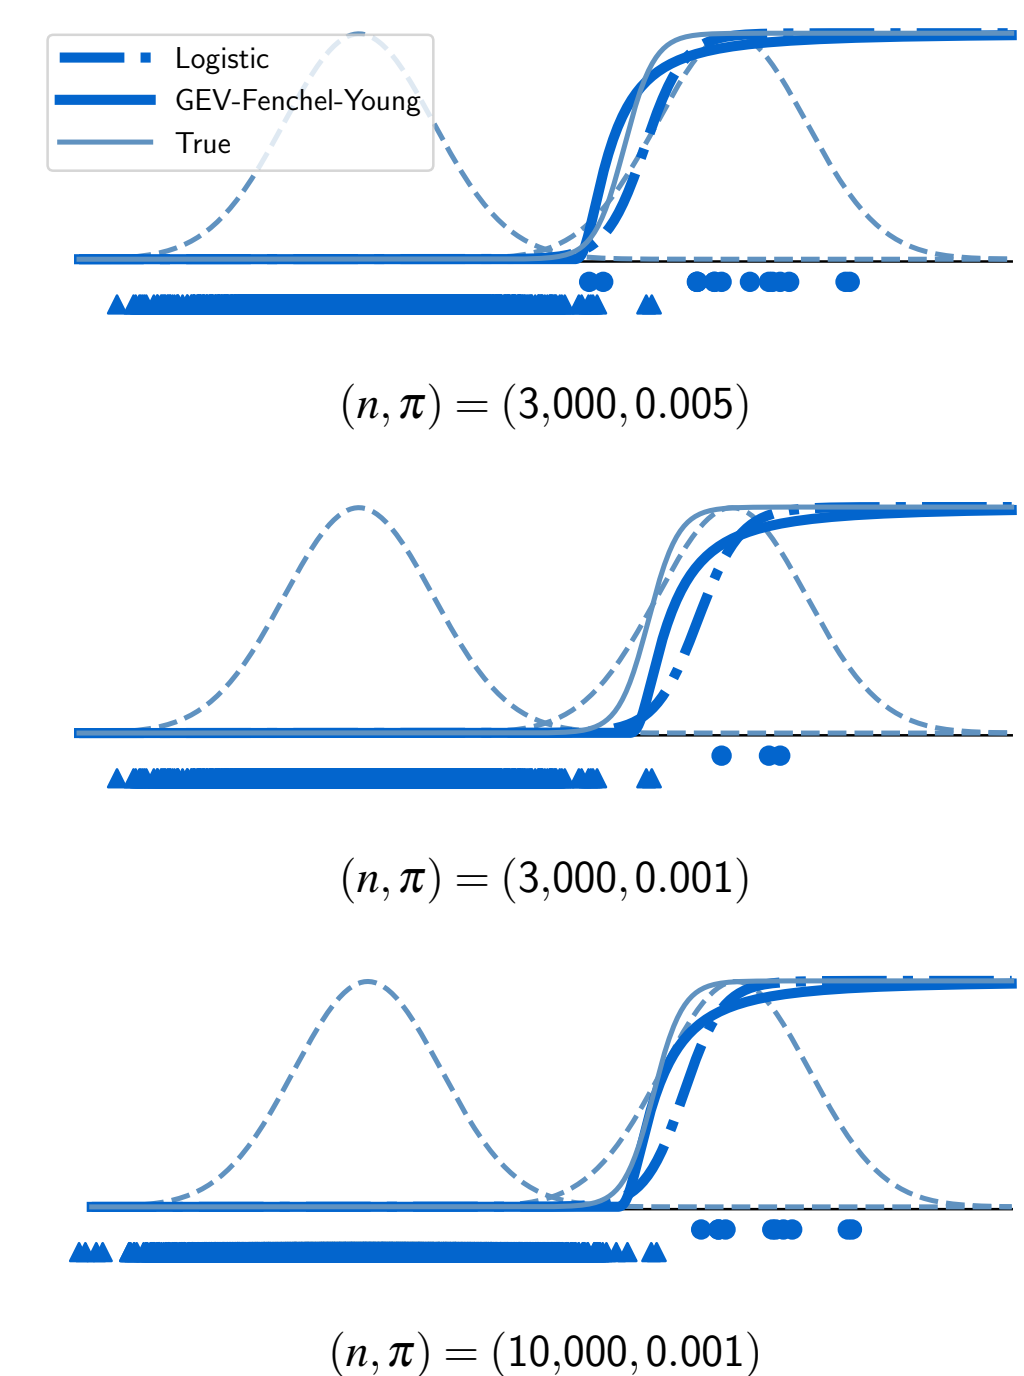 Logistic
GEV-Fenchel-Young
True
(n, π) = (3,000, 0.005)
(n, π) = (3,000, 0.001)
(n, π) = (10,000, 0.001)